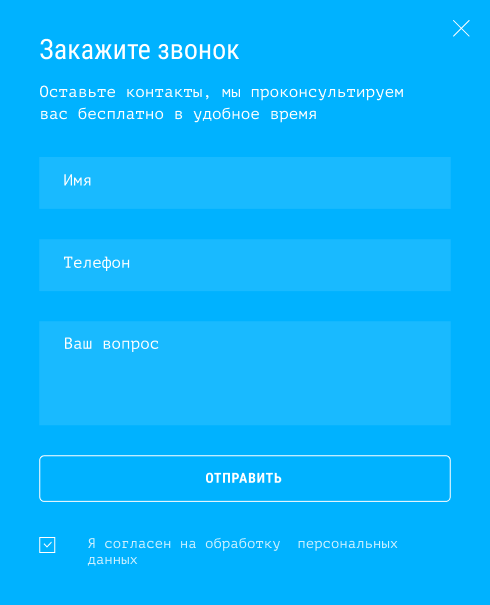 Закажите звонок
Оставьте контакты, мы проконсультируем
вас бесплатно в удобное время
Имя
Телефон
Ваш вопрос
ОТПРАВИТЬ
Я согласен на обработку персональных
данных